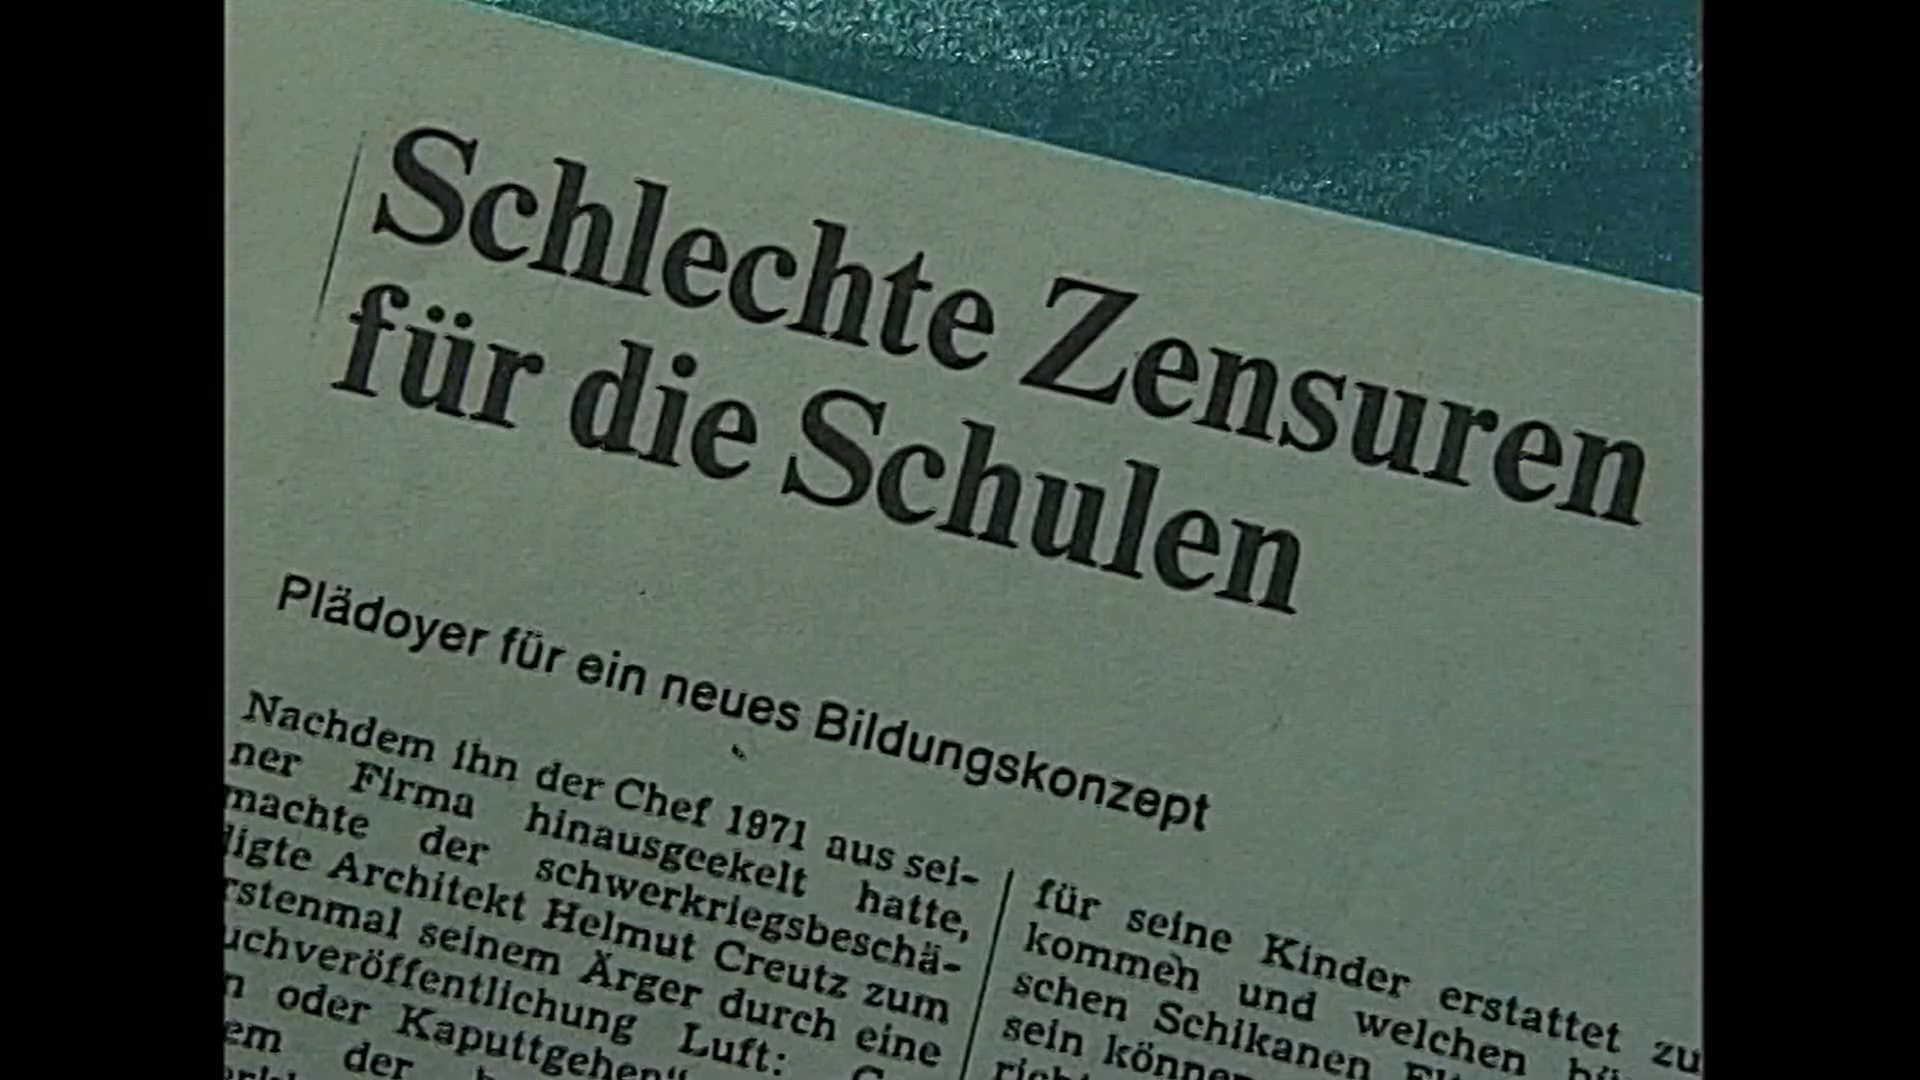 Schlechte Zensuren
für die Schulen
Plädoyer für ein neues Bildungskonzept
Nachdem ihn der Chef 1971 aus sei-
ner Firma hinausgeekelt hatte,
machte der schwerkriegsbeschä-
digte Architekt Helmut Creutz zum
erstenmal seinem Ärger durch eine
uchveröffentlichung Luft:
oder Kaputtgehen"
der
für seine Kinder erstattet zu
kommen und welchen
schen Schikanen
sein können